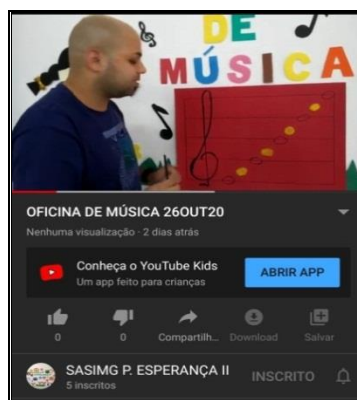 DE
MÚSICA
OFICINA DE MÚSICA 26OUT20
Nenhuma visualização · 2 dias atrás
Conheça o YouTube Kids
Um app feito para crianças
ABRIR APP
0
0
Compartilh...
Download
Salvar
SASIMG P. ESPERANÇA II
5 inscritos
INSCRITO